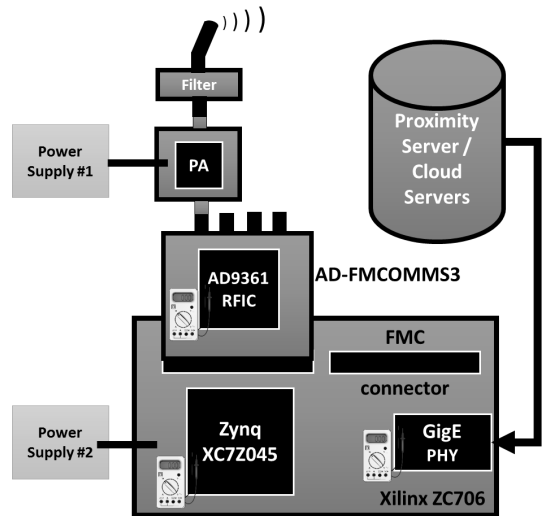 Filter
Power
Supply #1
PA
Proximity
Server /
Cloud
Servers
AD9361
RFIC
AD-FMCOMMS3
FMC
connector
Zynq
XC7Z045
Power
Supply #2
GigE
PHY
Xilinx ZC706